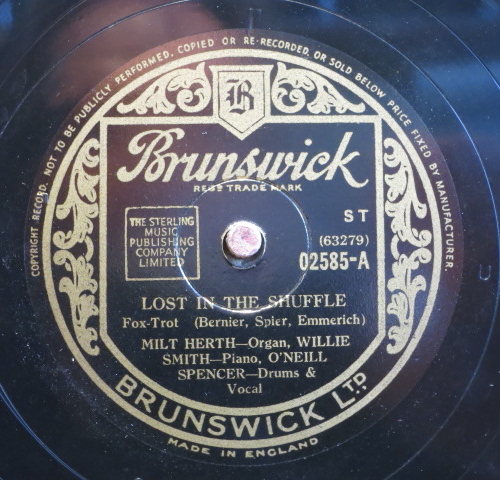 COPYRIGHT RECORD. NOT TO BE PUBLICLY PERFORMED, COPIED OR RE-RECORDED, OR SOLD BELOW PRICE FIXED BY MANUFACTURER.
B
Brunswick
REGD TRADE MARK
THE STERLING
MUSIC
PUBLISHING
COMPANY
LIMITED
ST
(63279)
02585-A
LOST IN THE SHUFFLE
Fox-Trot (Bernier, Spier, Emmerich)
MILT HERTH—Organ, WILLIE
SMITH—Piano, O'NEILL
SPENCER—Drums &
Vocal
BRUNSWICK LTD.
MADE IN ENGLAND